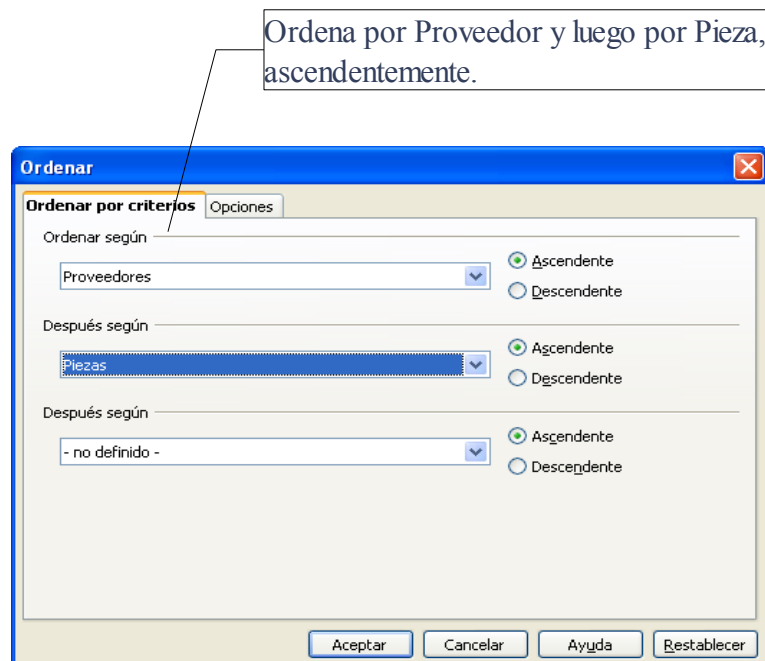 Ordena por Proveedor y luego por Pieza,
ascendentemente.
Ordenar
Ordenar por criterios Opciones
Ordenar según
Proveedores
Ascendente
Descendente
Después según
Piezas
Ascendente
Descendente
Después según
- no definido -
Ascendente
Descendente
Aceptar Cancelar Ayuda Restablecer